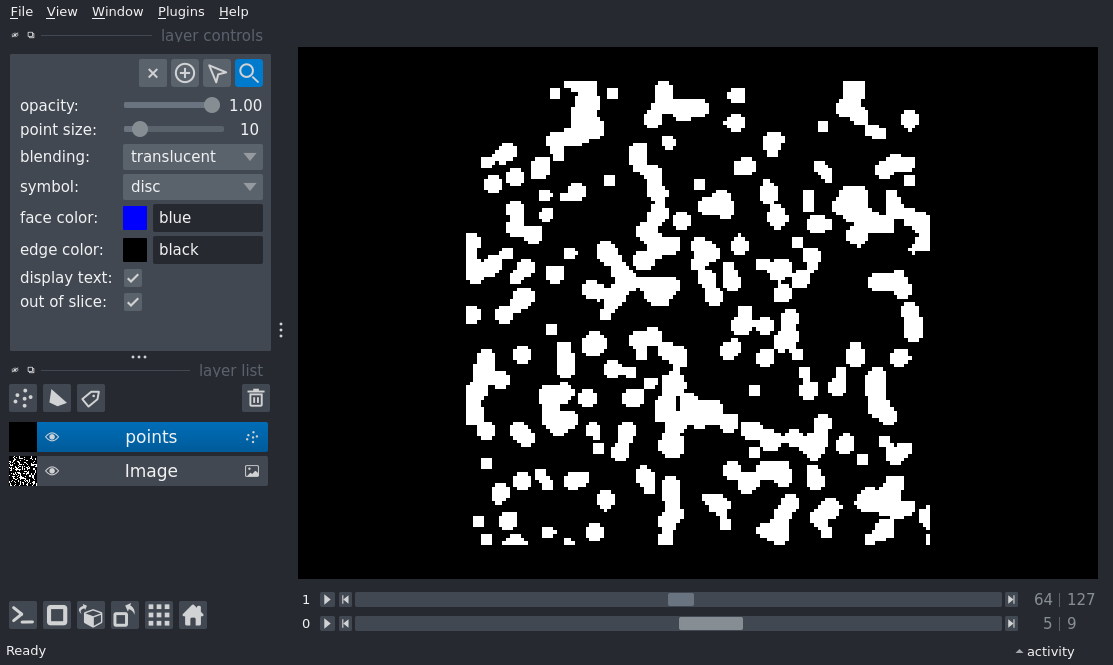 File View Window Plugins Help
layer controls
opacity: 1.00
point size: 10
blending: translucent
symbol: disc
face color: blue
edge color: black
display text:
out of slice:
layer list
points
Image
1 64 | 127
0 5 | 9
Ready activity